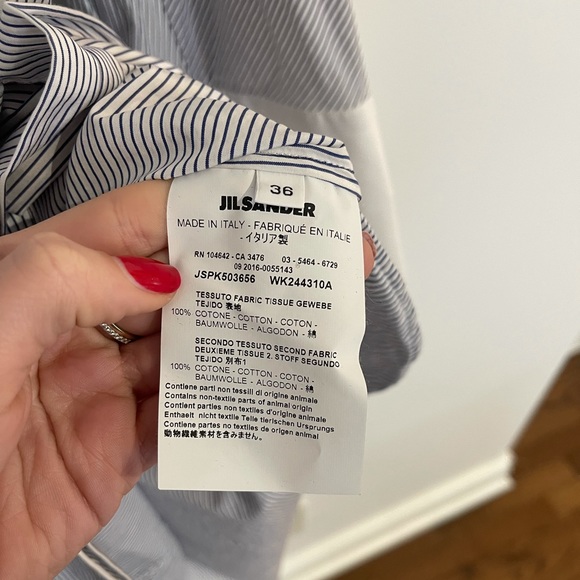 36
JIL SANDER
MADE IN ITALY - FABRIQUÉ EN ITALIE
- イタリア製
RN 104642 - CA 3476 03 - 5464 - 6729
09 2016-0055143
JSPK503656 WK244310A
TESSUTO FABRIC TISSUE GEWEBE
TEJIDO 表地
100% COTONE - COTTON - COTON -
BAUMWOLLE - ALGODON - 綿
SECONDO TESSUTO SECOND FABRIC
DEUXIEME TISSUE 2. STOFF SEGUNDO
TEJIDO 別布1
100% COTONE - COTTON - COTON -
BAUMWOLLE - ALGODON - 綿
Contiene parti non tessili di origine animale
Contains non-textile parts of animal origin
Contient parties non textiles d'origine animale
Enthaelt nicht textile Teile tierischen Ursprungs
Contiene partes no textiles de origen animal
動物繊維素材を含みません。